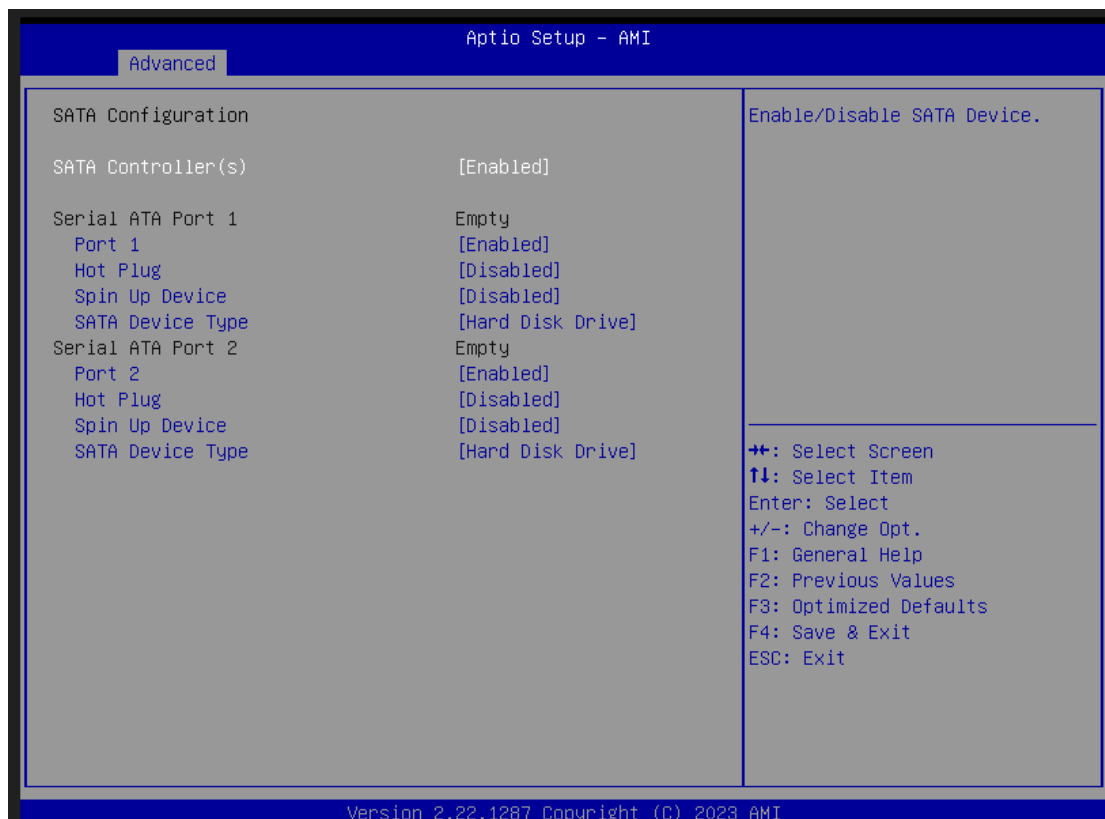 Aptio Setup - AMI
Advanced
SATA Configuration
SATA Controller(s) [Enabled]
Serial ATA Port 1 Empty
Port 1 [Enabled]
Hot Plug [Disabled]
Spin Up Device [Disabled]
SATA Device Type [Hard Disk Drive]
Serial ATA Port 2 Empty
Port 2 [Enabled]
Hot Plug [Disabled]
Spin Up Device [Disabled]
SATA Device Type [Hard Disk Drive]
Enable/Disable SATA Device.
→←: Select Screen
↑↓: Select Item
Enter: Select
+/-: Change Opt.
F1: General Help
F2: Previous Values
F3: Optimized Defaults
F4: Save & Exit
ESC: Exit
Version 2.22.1287 Copyright (C) 2023 AMI